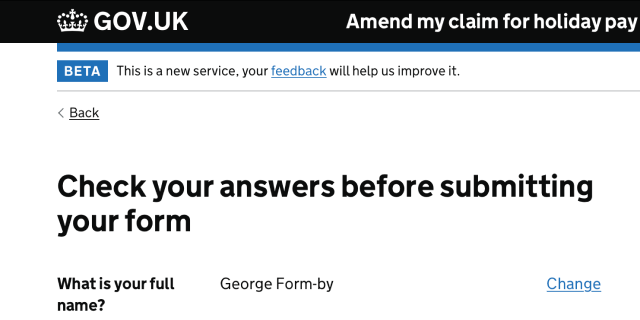 GOV.UK Amend my claim for holiday pay
BETA This is a new service, your feedback will help us improve it.
Back
Check your answers before submitting
your form
What is your full George Form-by Change
name?